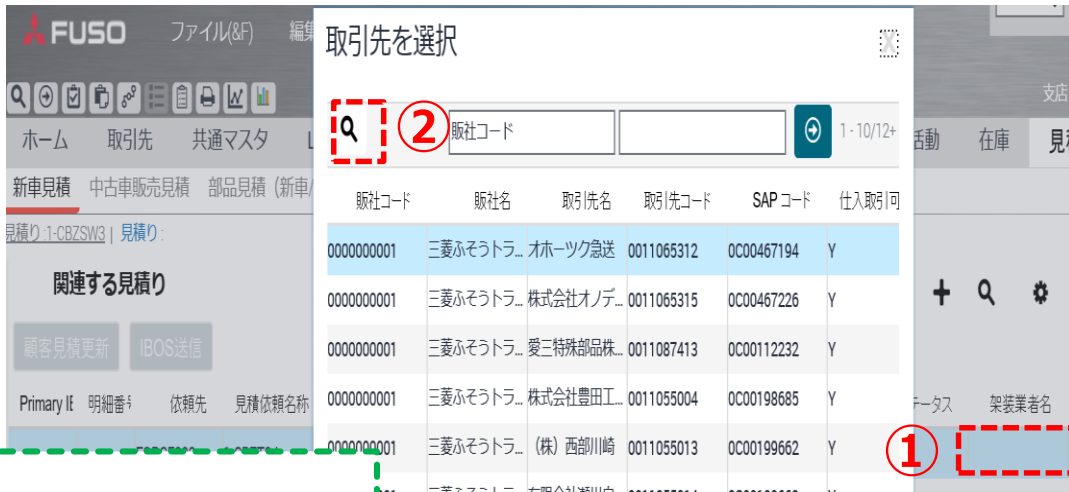 FUSO ファイル(&F) 編集
取引先を選択
X
支店
② 販社コード 1 - 10/12+
ホーム 取引先 共通マスタ L 活動 在庫 見積
新車見積 中古車販売見積 部品見積 (新車/
見積り:1-CBZSW3 | 見積り:
販社コード 販社名 取引先名 取引先コード SAP コード 仕入取引可
0000000001 三菱ふそうトラ... オホーツク急送 0011065312 0C00467194 Y
関連する見積り
0000000001 三菱ふそうトラ... 株式会社オノデ... 0011065315 0C00467226 Y
顧客見積更新 IBOS送信
0000000001 三菱ふそうトラ... 愛三特殊部品株... 0011087413 0C00112232 Y
Primary IE 明細番号 依頼先 見積依頼名称 ステータス 架装業者名
0000000001 三菱ふそうトラ... 株式会社豊田工... 0011055004 0C00198685 Y
0000000001 三菱ふそうトラ... (株) 西部川崎 0011055013 0C00199662 Y
①